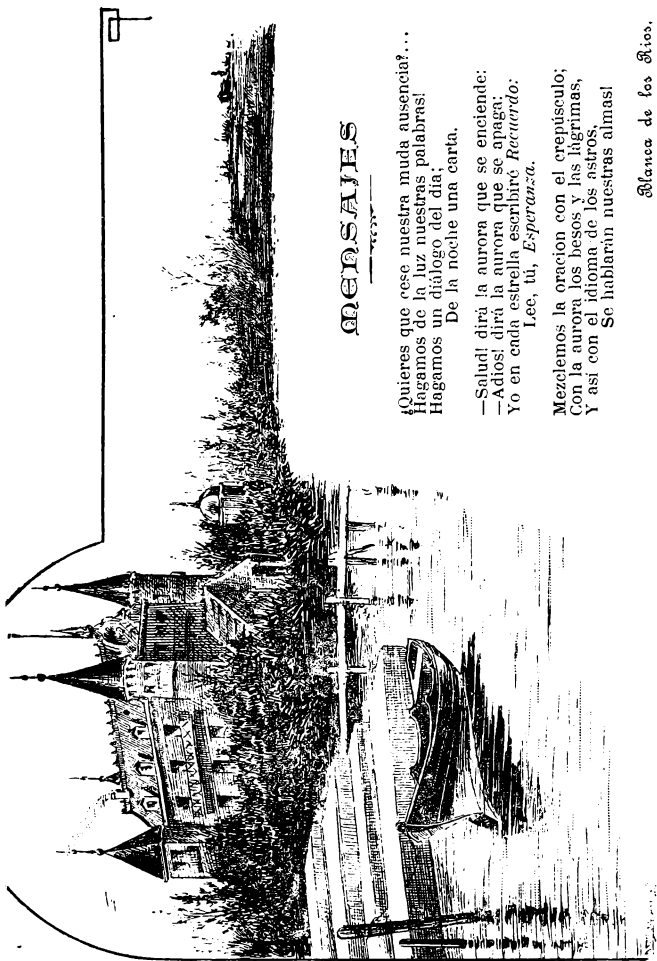 MENSAJES
¿Quieres que cese nuestra muda ausencia?...
Hagamos de la luz nuestras palabras!
Hagamos un diálogo del dia;
De la noche una carta.
—Salud! dirá la aurora que se enciende:
—Adios! dirá la aurora que se apaga:
Yo en cada estrella escribiré Recuerdo:
Lee, tú, Esperanza.
Mezclemos la oracion con el crepúsculo;
Con la aurora los besos y las lágrimas,
Y asi con el idioma de los astros,
Se hablarán nuestras almas!
Blanca de los Rios.